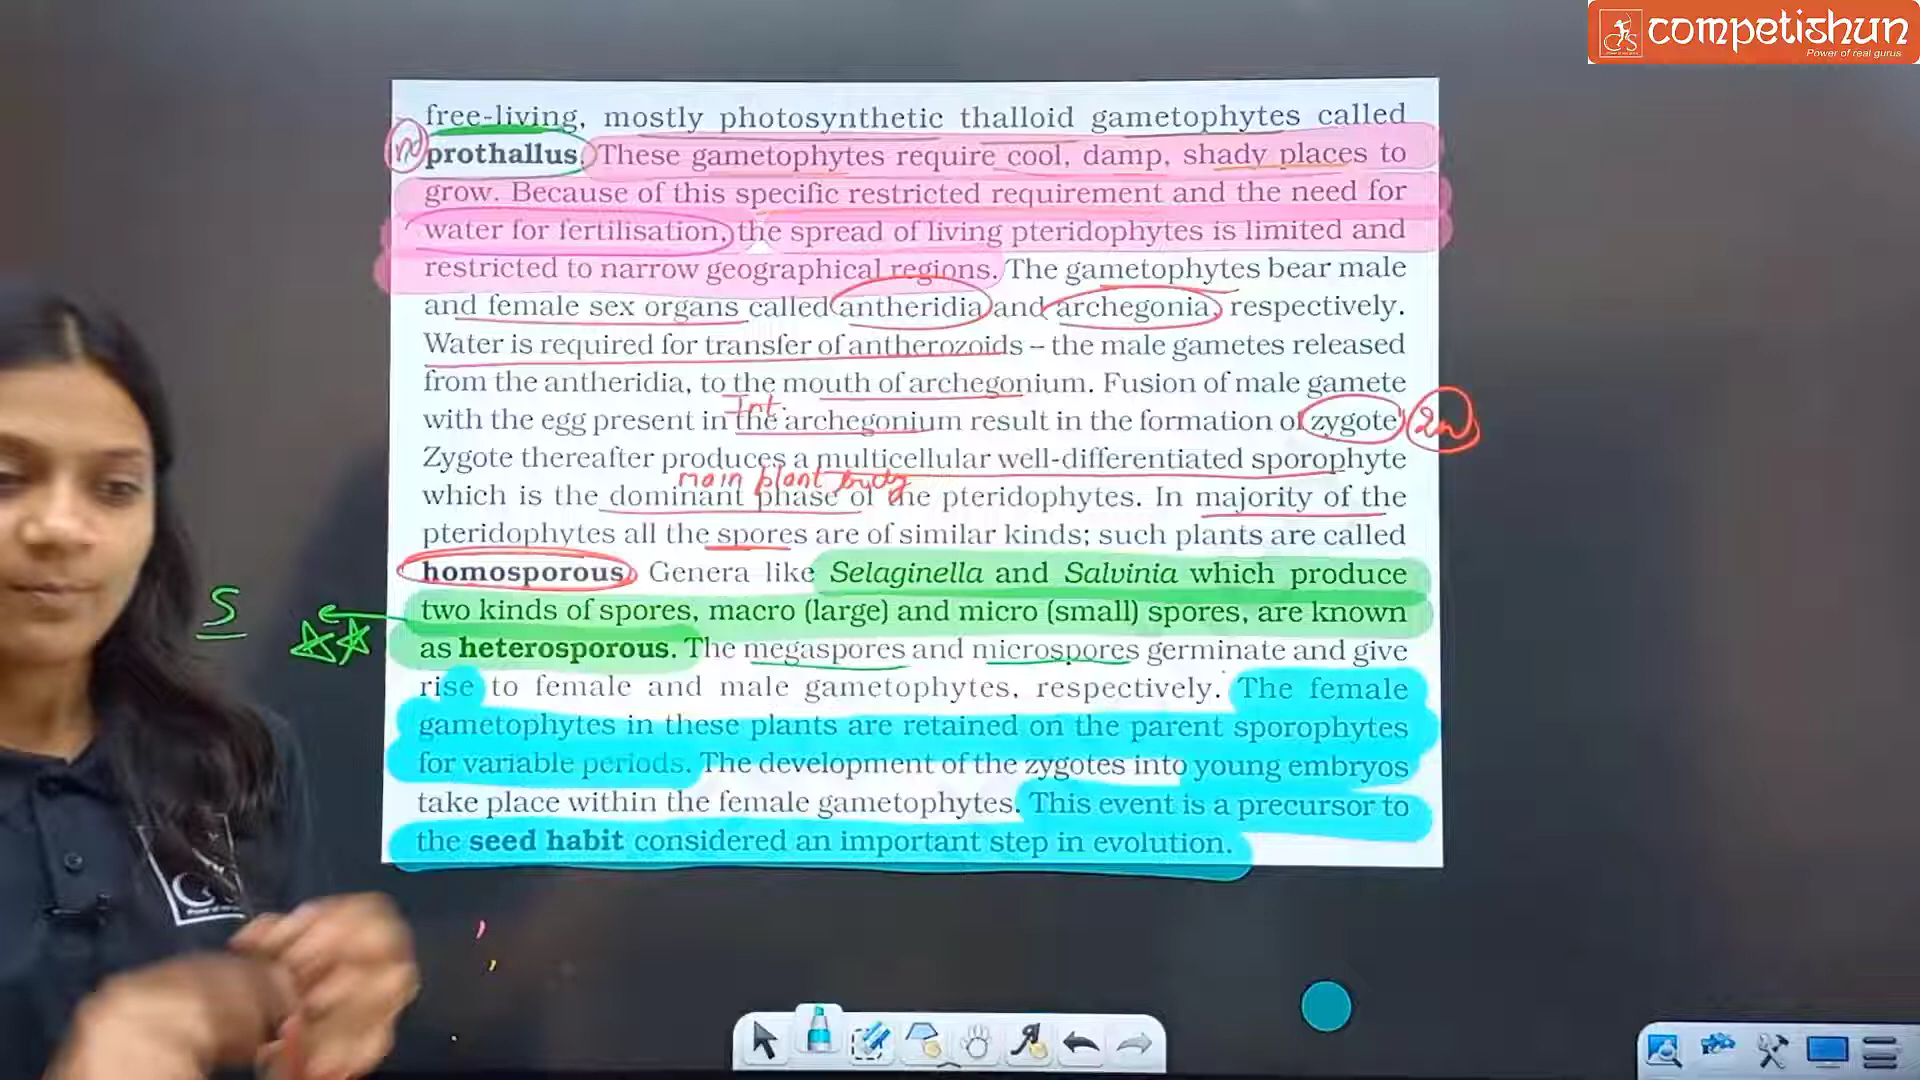 competishun
Power of real gurus
free-living, mostly photosynthetic thalloid gametophytes called
prothallus. These gametophytes require cool, damp, shady places to
grow. Because of this specific restricted requirement and the need for
water for fertilisation, the spread of living pteridophytes is limited and
restricted to narrow geographical regions. The gametophytes bear male
and female sex organs called antheridia and archegonia, respectively.
Water is required for transfer of antherozoids – the male gametes released
from the antheridia, to the mouth of archegonium. Fusion of male gamete
Int.
with the egg present in the archegonium result in the formation of zygote
2n
Zygote thereafter produces a multicellular well-differentiated sporophyte
main plant body
which is the dominant phase of the pteridophytes. In majority of the
pteridophytes all the spores are of similar kinds; such plants are called
homosporous. Genera like Selaginella and Salvinia which produce
S
two kinds of spores, macro (large) and micro (small) spores, are known
as heterosporous. The megaspores and microspores germinate and give
rise to female and male gametophytes, respectively. The female
gametophytes in these plants are retained on the parent sporophytes
for variable periods. The development of the zygotes into young embryos
take place within the female gametophytes. This event is a precursor to
the seed habit considered an important step in evolution.